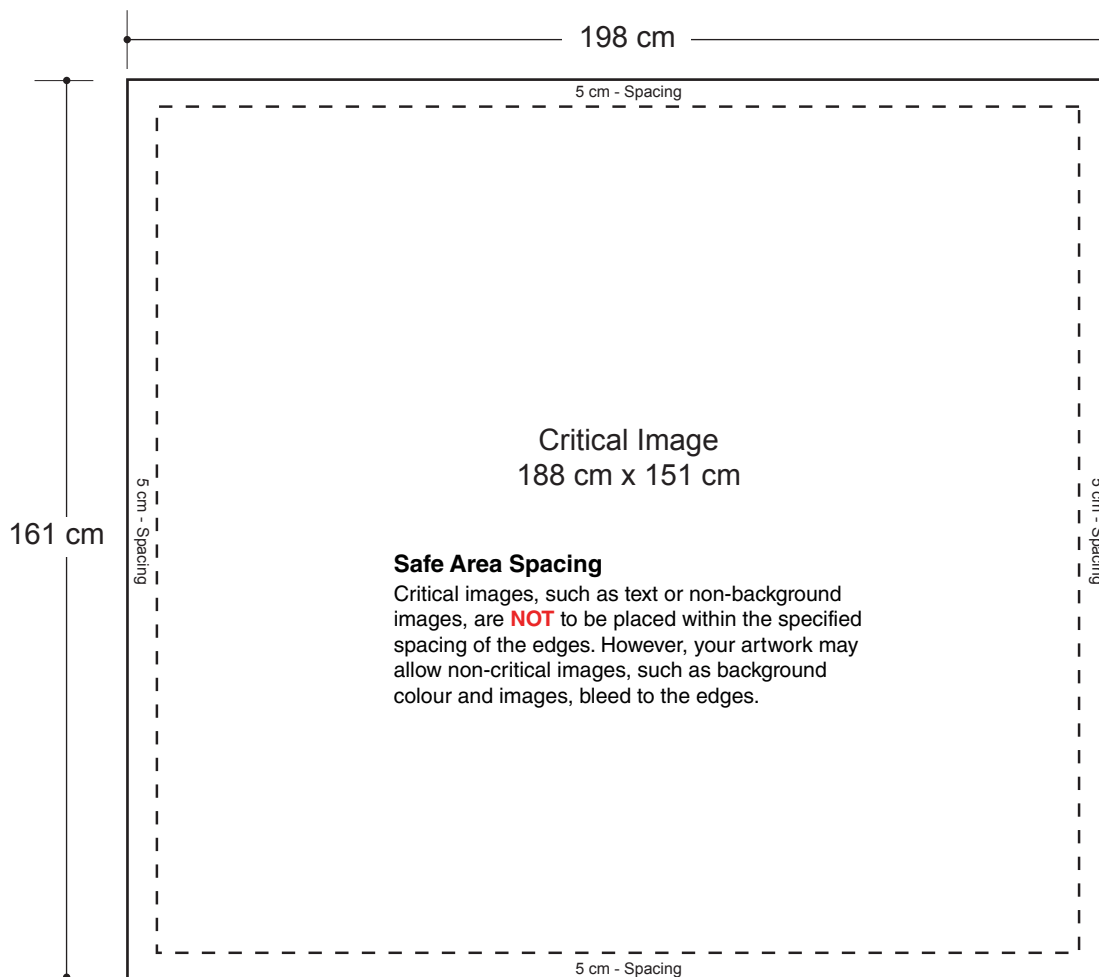 198 cm
5 cm - Spacing
Critical Image
188 cm x 151 cm
5 cm - Spacing
5 cm - Spacing
161 cm
Safe Area Spacing
Critical images, such as text or non-background
images, are NOT to be placed within the specified
spacing of the edges. However, your artwork may
allow non-critical images, such as background
colour and images, bleed to the edges.
5 cm - Spacing